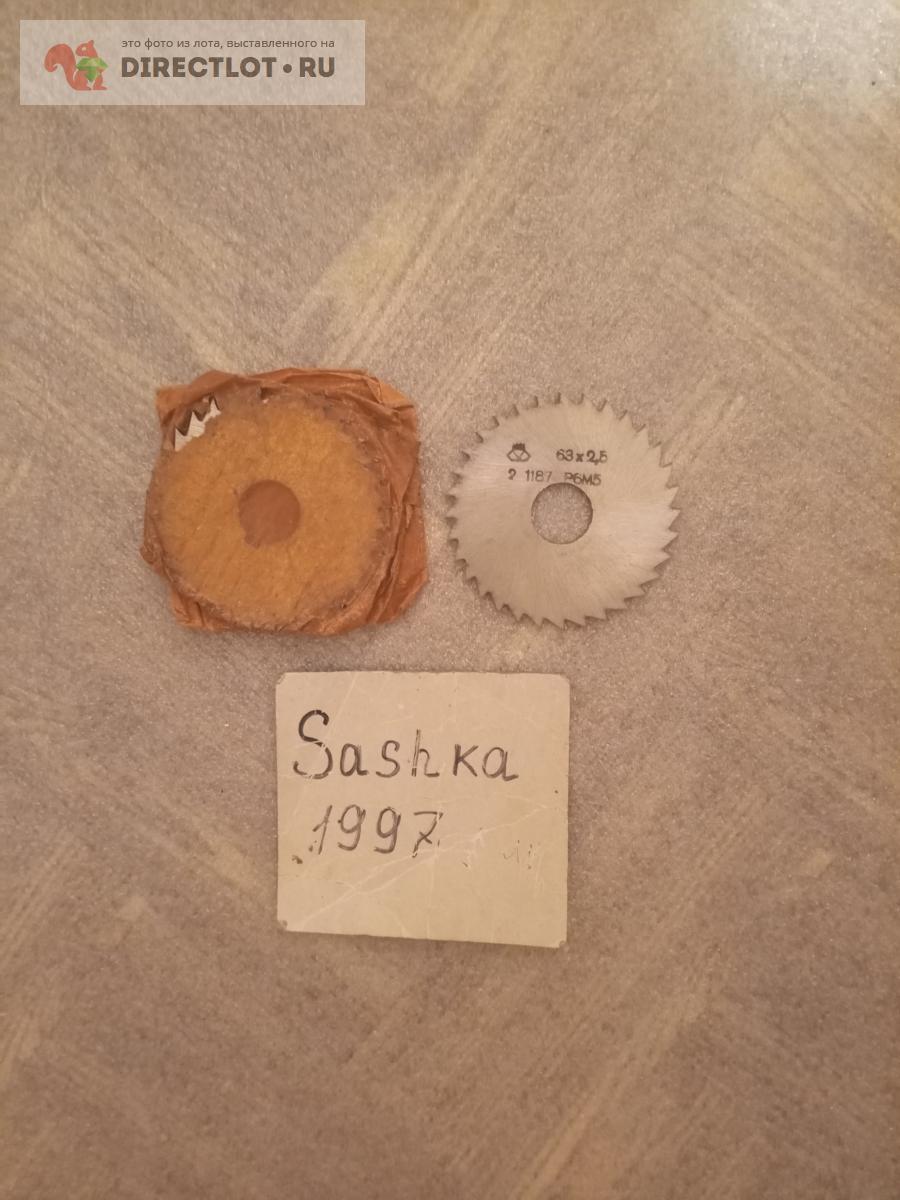 это фото из лота, выставленного на
DIRECTLOT•RU
63x2,5
2 1187 Р6М5
Sashka
1997